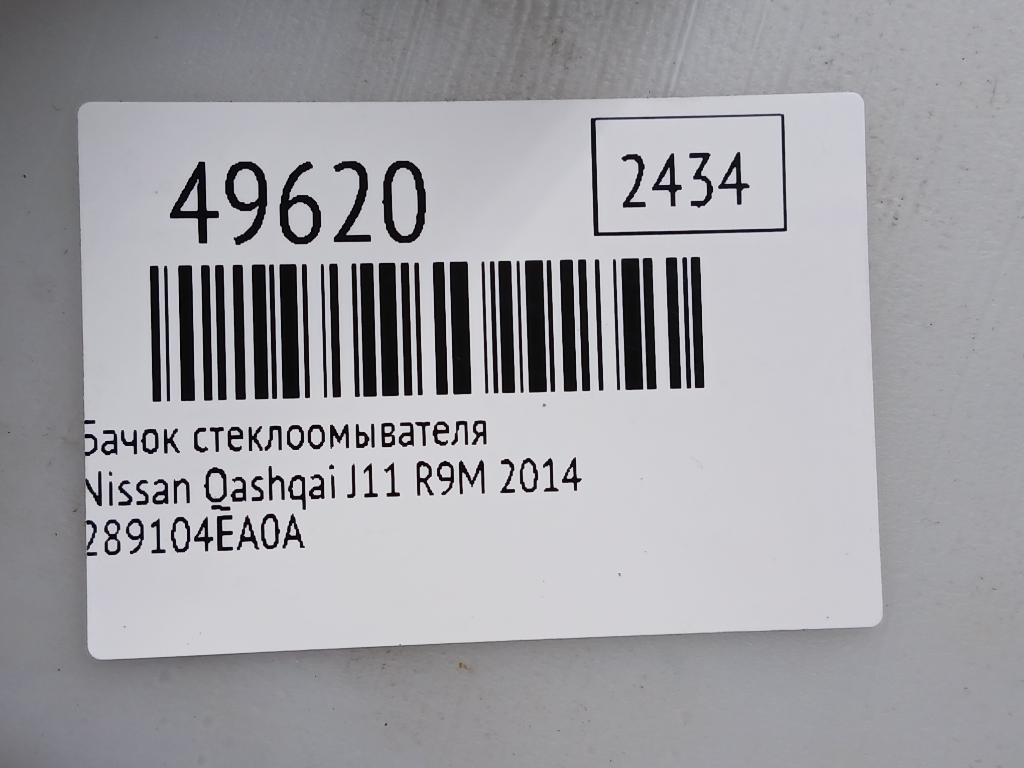 49620
2434
Бачок стеклоомывателя
Nissan Qashqai J11 R9M 2014
289104EA0A